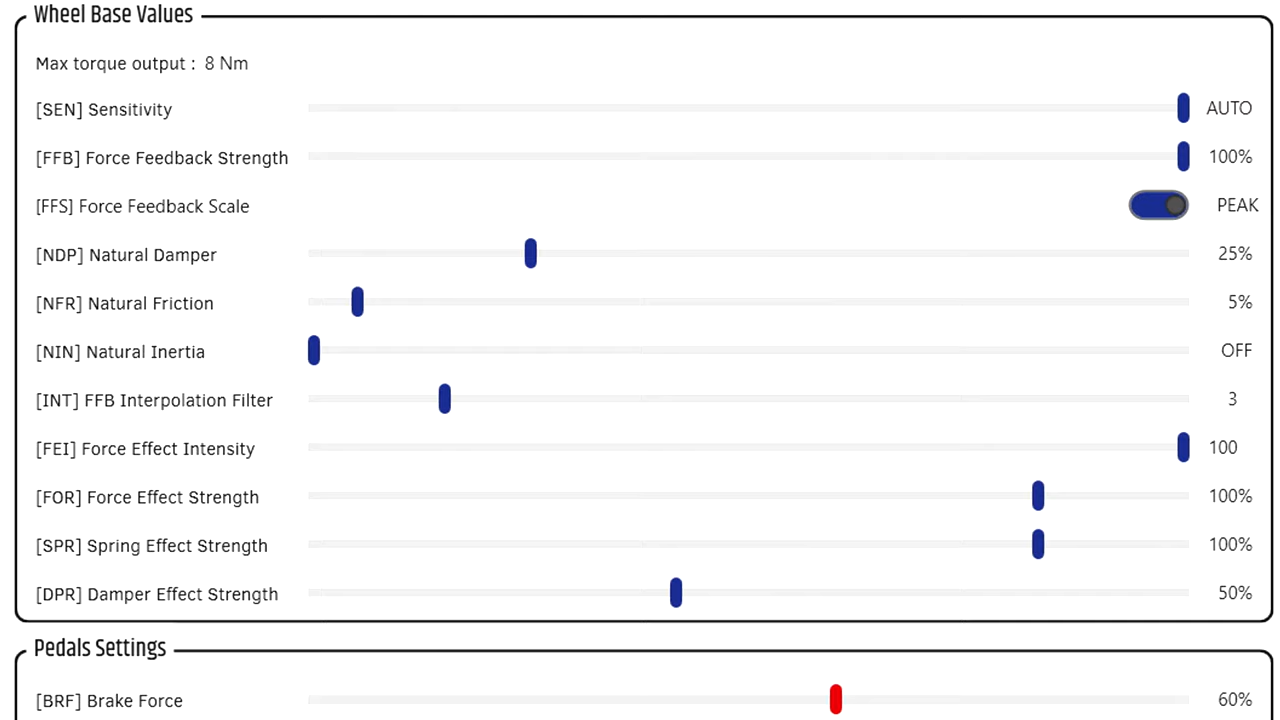 Wheel Base Values
Max torque output : 8 Nm
[SEN] Sensitivity AUTO
[FFB] Force Feedback Strength 100%
[FFS] Force Feedback Scale PEAK
[NDP] Natural Damper 25%
[NFR] Natural Friction 5%
[NIN] Natural Inertia OFF
[INT] FFB Interpolation Filter 3
[FEI] Force Effect Intensity 100
[FOR] Force Effect Strength 100%
[SPR] Spring Effect Strength 100%
[DPR] Damper Effect Strength 50%
Pedals Settings
[BRF] Brake Force 60%